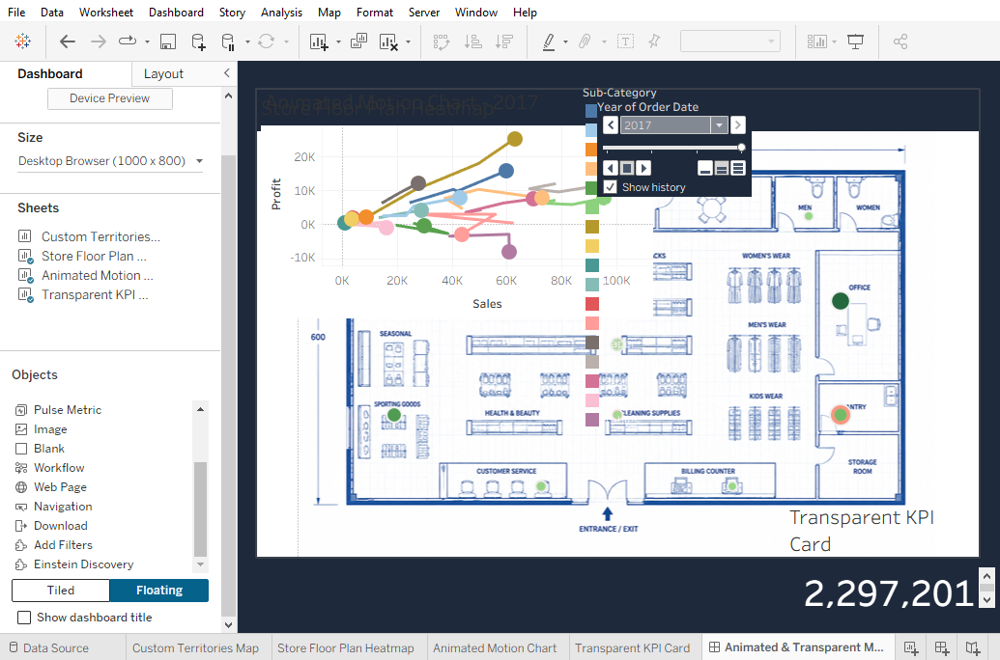 File Data Worksheet Dashboard Story Analysis Map Format Server Window Help
Dashboard Layout
Device Preview
Size
Desktop Browser (1000 x 800)
Sheets
Custom Territories...
Store Floor Plan ...
Animated Motion ...
Transparent KPI ...
Objects
Pulse Metric
Image
Blank
Workflow
Web Page
Navigation
Download
Add Filters
Einstein Discovery
Tiled Floating
Show dashboard title
Animated Motion Chart - 2017
Store Floor Plan Heatmap
Sub-Category
Year of Order Date
2017
Show history
Profit
20K
10K
0K
-10K
0K 20K 40K 60K 80K 100K
Sales
MEN
WOMEN
WOMEN'S WEAR
OFFICE
MEN'S WEAR
600
SEASONAL
SPORTING GOODS
HEALTH & BEAUTY
KIDS WEAR
STORAGE
ROOM
CUSTOMER SERVICE
BILLING COUNTER
ENTRANCE / EXIT
Transparent KPI
Card
2,297,201
Data Source Custom Territories Map Store Floor Plan Heatmap Animated Motion Chart Transparent KPI Card Animated & Transparent M...